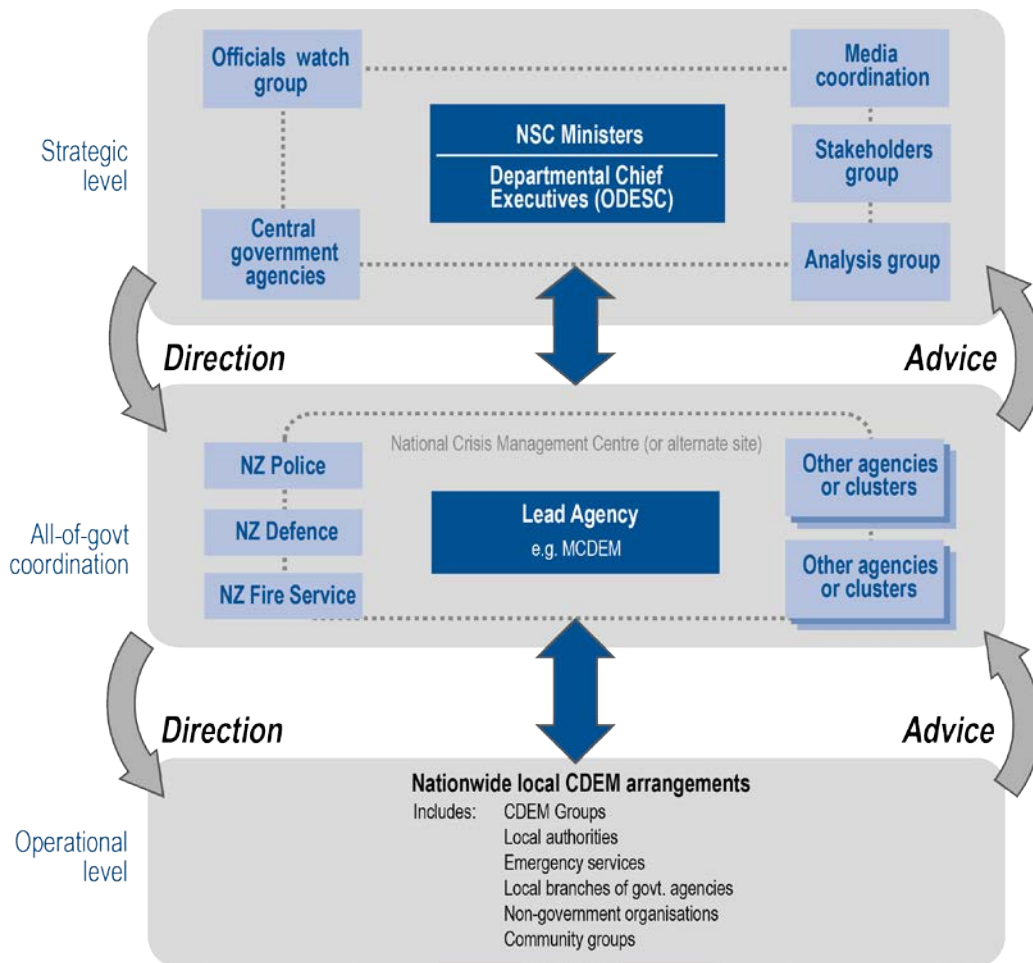 Strategic
level
Officials watch
group
Central
government
agencies
NSC Ministers
Departmental Chief
Executives (ODESC)
Media
coordination
Stakeholders
group
Analysis group
Direction
Advice
All-of-govt
coordination
National Crisis Management Centre (or alternate site)
NZ Police
NZ Defence
NZ Fire Service
Lead Agency
e.g. MCDEM
Other agencies
or clusters
Other agencies
or clusters
Direction
Advice
Operational
level
Nationwide local CDEM arrangements
Includes: CDEM Groups
Local authorities
Emergency services
Local branches of govt. agencies
Non-government organisations
Community groups